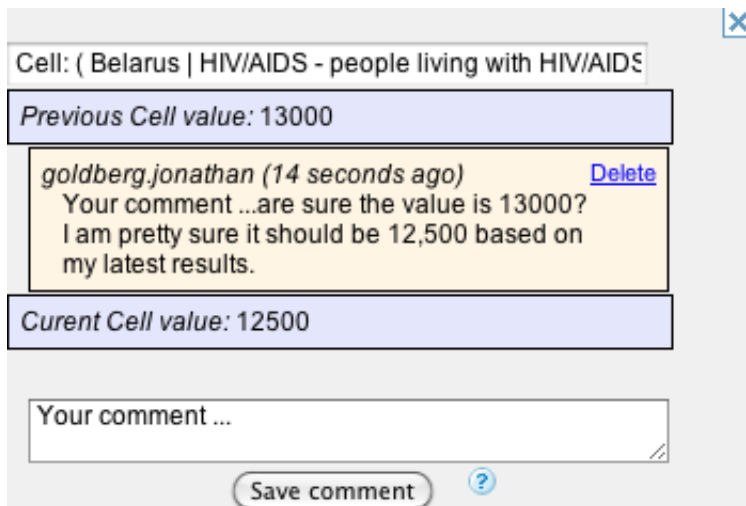 Cell: ( Belarus | HIV/AIDS - people living with HIV/AIDS
Previous Cell value: 13000
goldberg.jonathan (14 seconds ago) Delete
Your comment ...are sure the value is 13000?
I am pretty sure it should be 12,500 based on
my latest results.
Curent Cell value: 12500
Your comment ...
Save comment ?